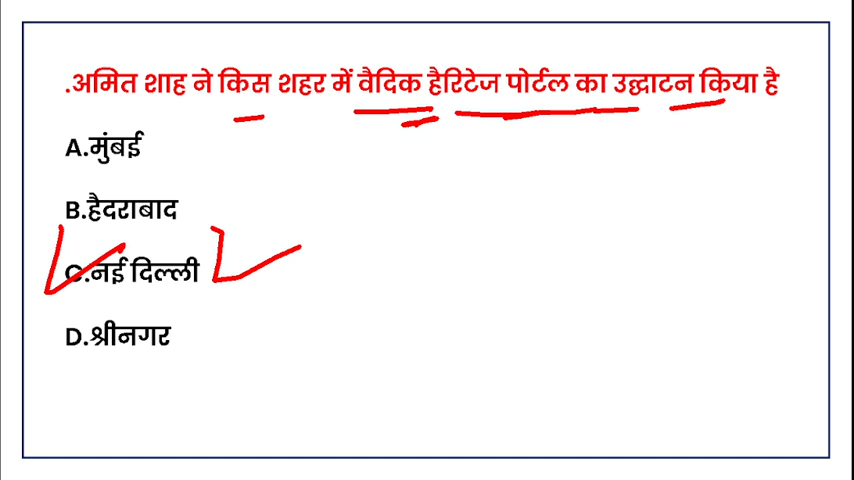 .अमित शाह ने किस शहर में वैदिक हैरिटेज पोर्टल का उद्घाटन किया है
A.मुंबई
B.हैदराबाद
C.नई दिल्ली
D.श्रीनगर